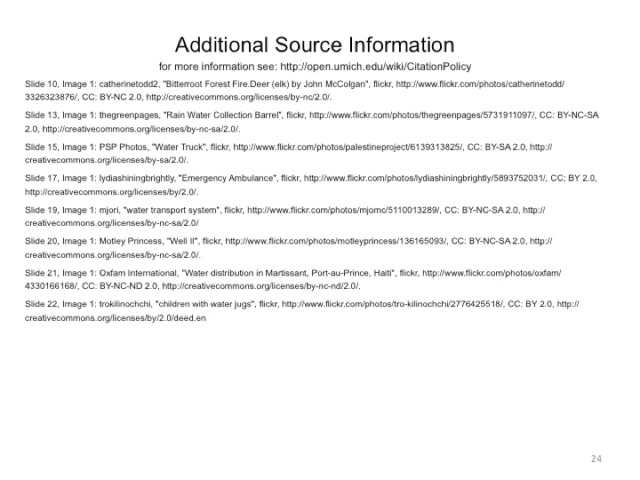 Additional Source Information
for more information see: http://open.umich.edu/wiki/CitationPolicy
Slide 10, Image 1: catherinetodd2, "Bitterroot Forest Fire.Deer (elk) by John McColgan", flickr, http://www.flickr.com/photos/catherinetodd/
3326323876/, CC: BY-NC 2.0, http://creativecommons.org/licenses/by-nc/2.0/.
Slide 13, Image 1: thegreenpages, "Rain Water Collection Barrel", flickr, http://www.flickr.com/photos/thegreenpages/5731911097/, CC: BY-NC-SA
2.0, http://creativecommons.org/licenses/by-nc-sa/2.0/.
Slide 15, Image 1: PSP Photos, "Water Truck", flickr, http://www.flickr.com/photos/palestineproject/6139313825/, CC: BY-SA 2.0, http://
creativecommons.org/licenses/by-sa/2.0/.
Slide 17, Image 1: lydiashiningbrightly, "Emergency Ambulance", flickr, http://www.flickr.com/photos/lydiashiningbrightly/5893752031/, CC: BY 2.0,
http://creativecommons.org/licenses/by/2.0/.
Slide 19, Image 1: mjori, "water transport system", flickr, http://www.flickr.com/photos/mjomc/5110013289/, CC: BY-NC-SA 2.0, http://
creativecommons.org/licenses/by-nc-sa/2.0/
Slide 20, Image 1: Motley Princess, "Well II", flickr, http://www.flickr.com/photos/motleyprincess/136165093/, CC: BY-NC-SA 2.0, http://
creativecommons.org/licenses/by-nc-sa/2.0/.
Slide 21, Image 1: Oxfam International, "Water distribution in Martissant, Port-au-Prince, Haiti", flickr, http://www.flickr.com/photos/oxfam/
4330166168/, CC: BY-NC-ND 2.0, http://creativecommons.org/licenses/by-nc-nd/2.0/.
Slide 22, Image 1: trokilinochchi, "children with water jugs", flickr, http://www.flickr.com/photos/tro-kilinochchi/2776425518/, CC: BY 2.0, http://
creativecommons.org/licenses/by/2.0/deed.en
24